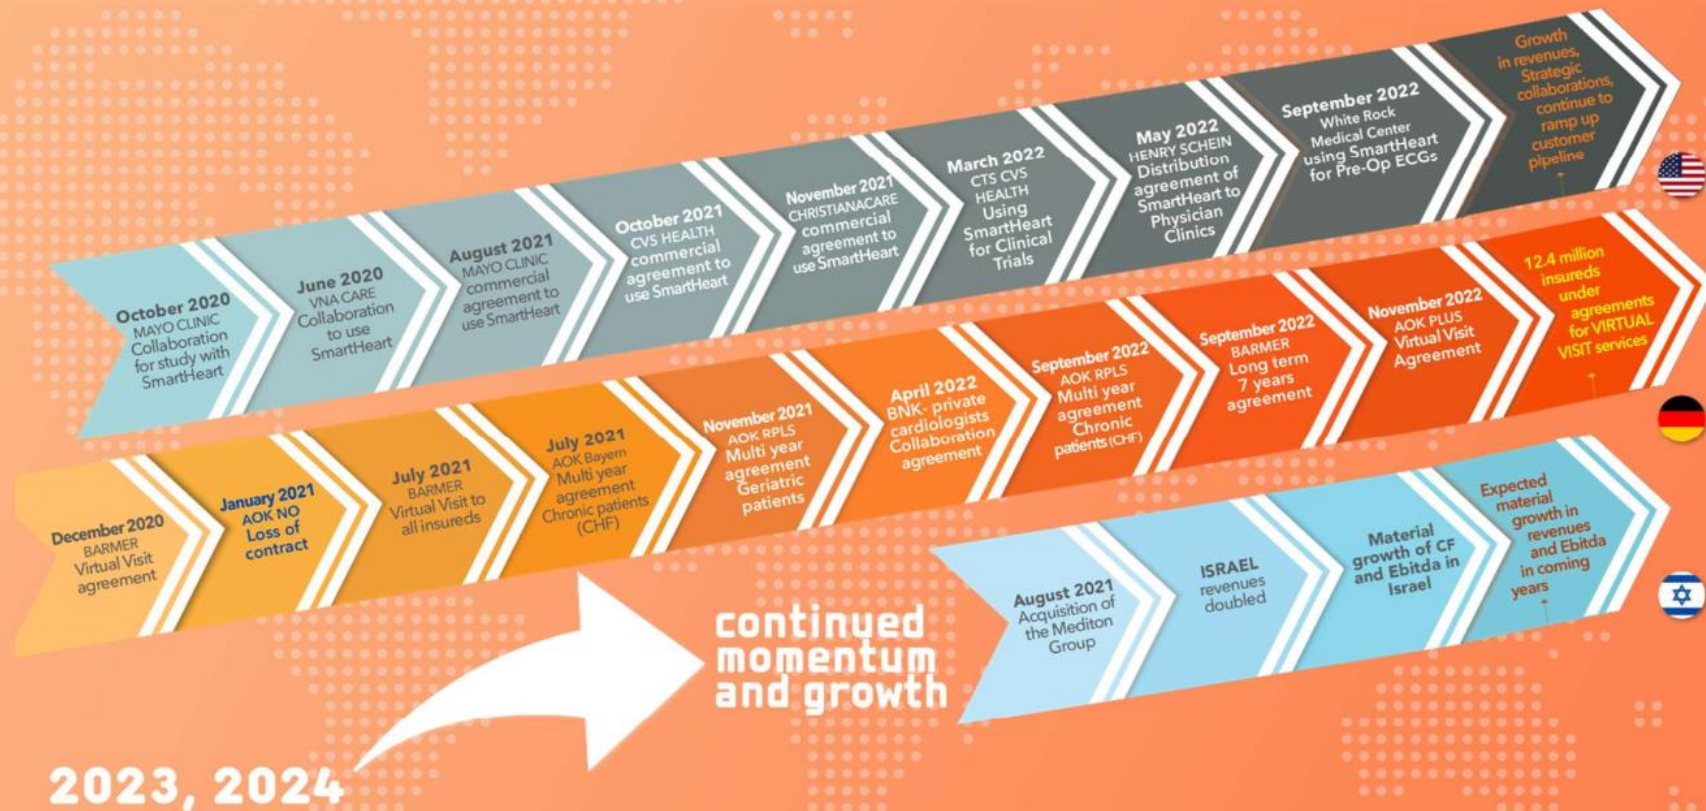 October 2020
MAYO CLINIC
Collaboration
for study with
SmartHeart
June 2020
VNA CARE
Collaboration
to use
SmartHeart
August 2021
MAYO CLINIC
commercial
agreement to
use SmartHeart
October 2021
CVS HEALTH
commercial
agreement to
use SmartHeart
November 2021
CHRISTIANACARE
commercial
agreement to
use SmartHeart
March 2022
CTS CVS
HEALTH
Using
SmartHeart
for Clinical
Trials
May 2022
HENRY SCHEIN
Distribution
agreement of
SmartHeart to
Physician
Clinics
September 2022
White Rock
Medical Center
using SmartHeart
for Pre-Op ECGs
Growth
in revenues,
Strategic
collaborations,
continue to
ramp up
customer
pipeline
December 2020
BARMER
Virtual Visit
agreement
January 2021
AOK NO
Loss of
contract
July 2021
BARMER
Virtual Visit to
all insureds
July 2021
AOK Bayern
Multi year
agreement
Chronic patients
(CHF)
November 2021
AOK RPLS
Multi year
agreement
Geriatric
patients
April 2022
BNK- private
cardiologists
Collaboration
agreement
September 2022
AOK RPLS
Multi year
agreement
Chronic
patients (CHF)
September 2022
BARMER
Long term
7 years
agreement
November 2022
AOK PLUS
Virtual Visit
Agreement
12.4 million
insureds
under
agreements
for VIRTUAL
VISIT services
August 2021
Acquisition of
the Mediton
Group
ISRAEL
revenues
doubled
Material
growth of CF
and Ebitda in
Israel
Expected
material
growth in
revenues
and Ebitda
in coming
years
continued
momentum
and growth
2023, 2024